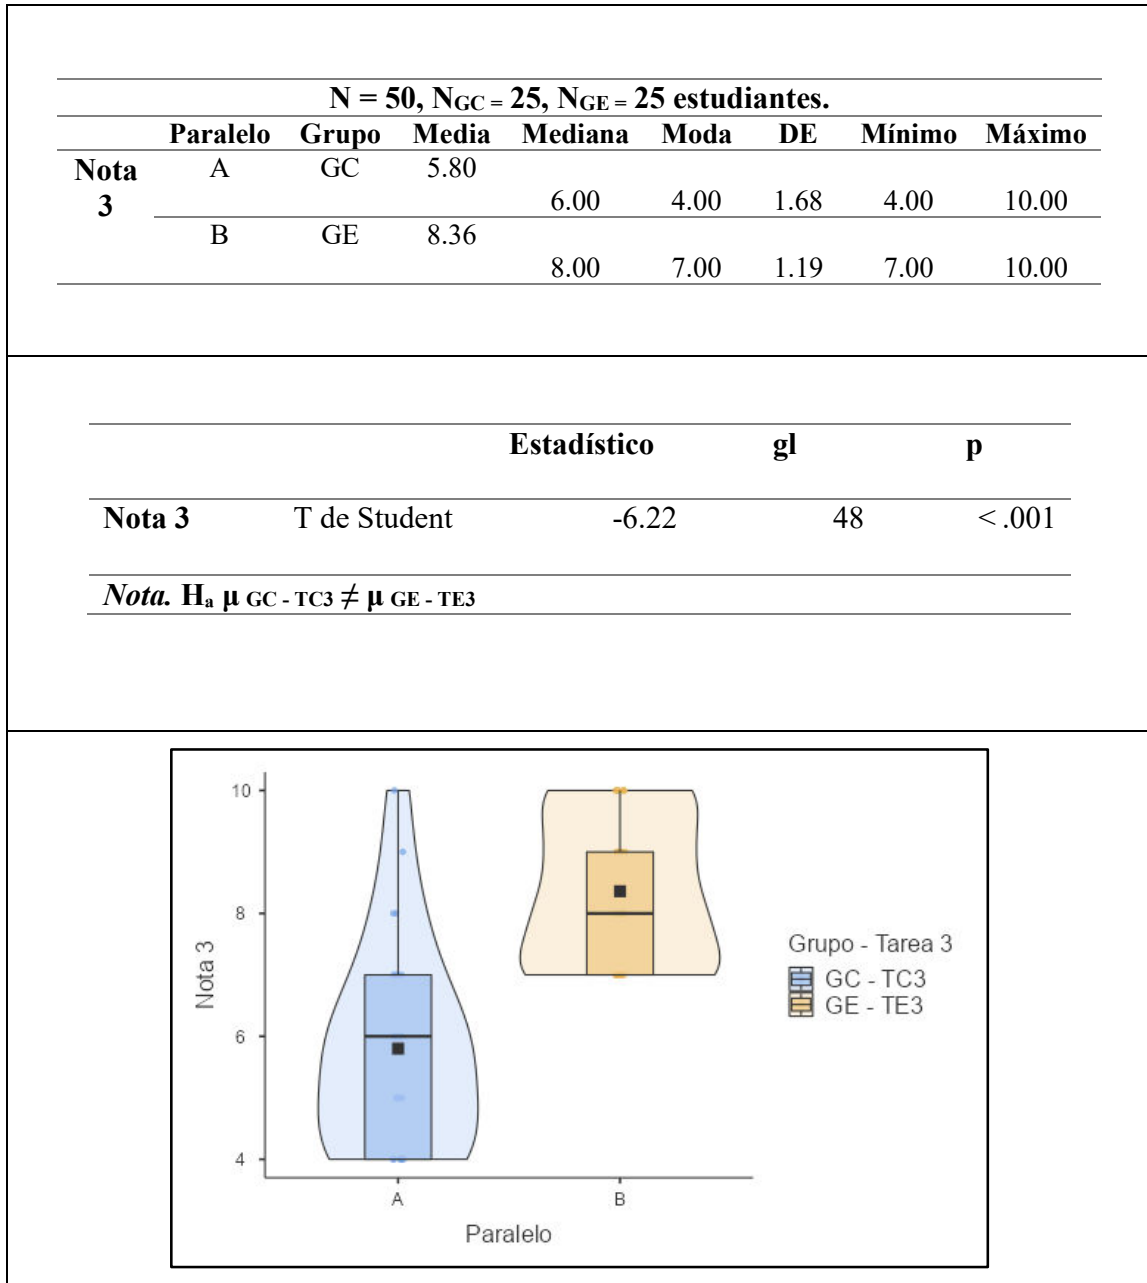 N = 50, NGC = 25, NGE = 25 estudiantes.
Paralelo Grupo Media Mediana Moda DE Mínimo Máximo
Nota 3 A GC 5.80 6.00 4.00 1.68 4.00 10.00
B GE 8.36 8.00 7.00 1.19 7.00 10.00
Estadístico gl p
Nota 3 T de Student -6.22 48 < .001
Nota. Ha μ GC - TC3 ≠ μ GE - TE3
10
8
6
4
Nota 3
A B
Paralelo
Grupo - Tarea 3
GC - TC3
GE - TE3